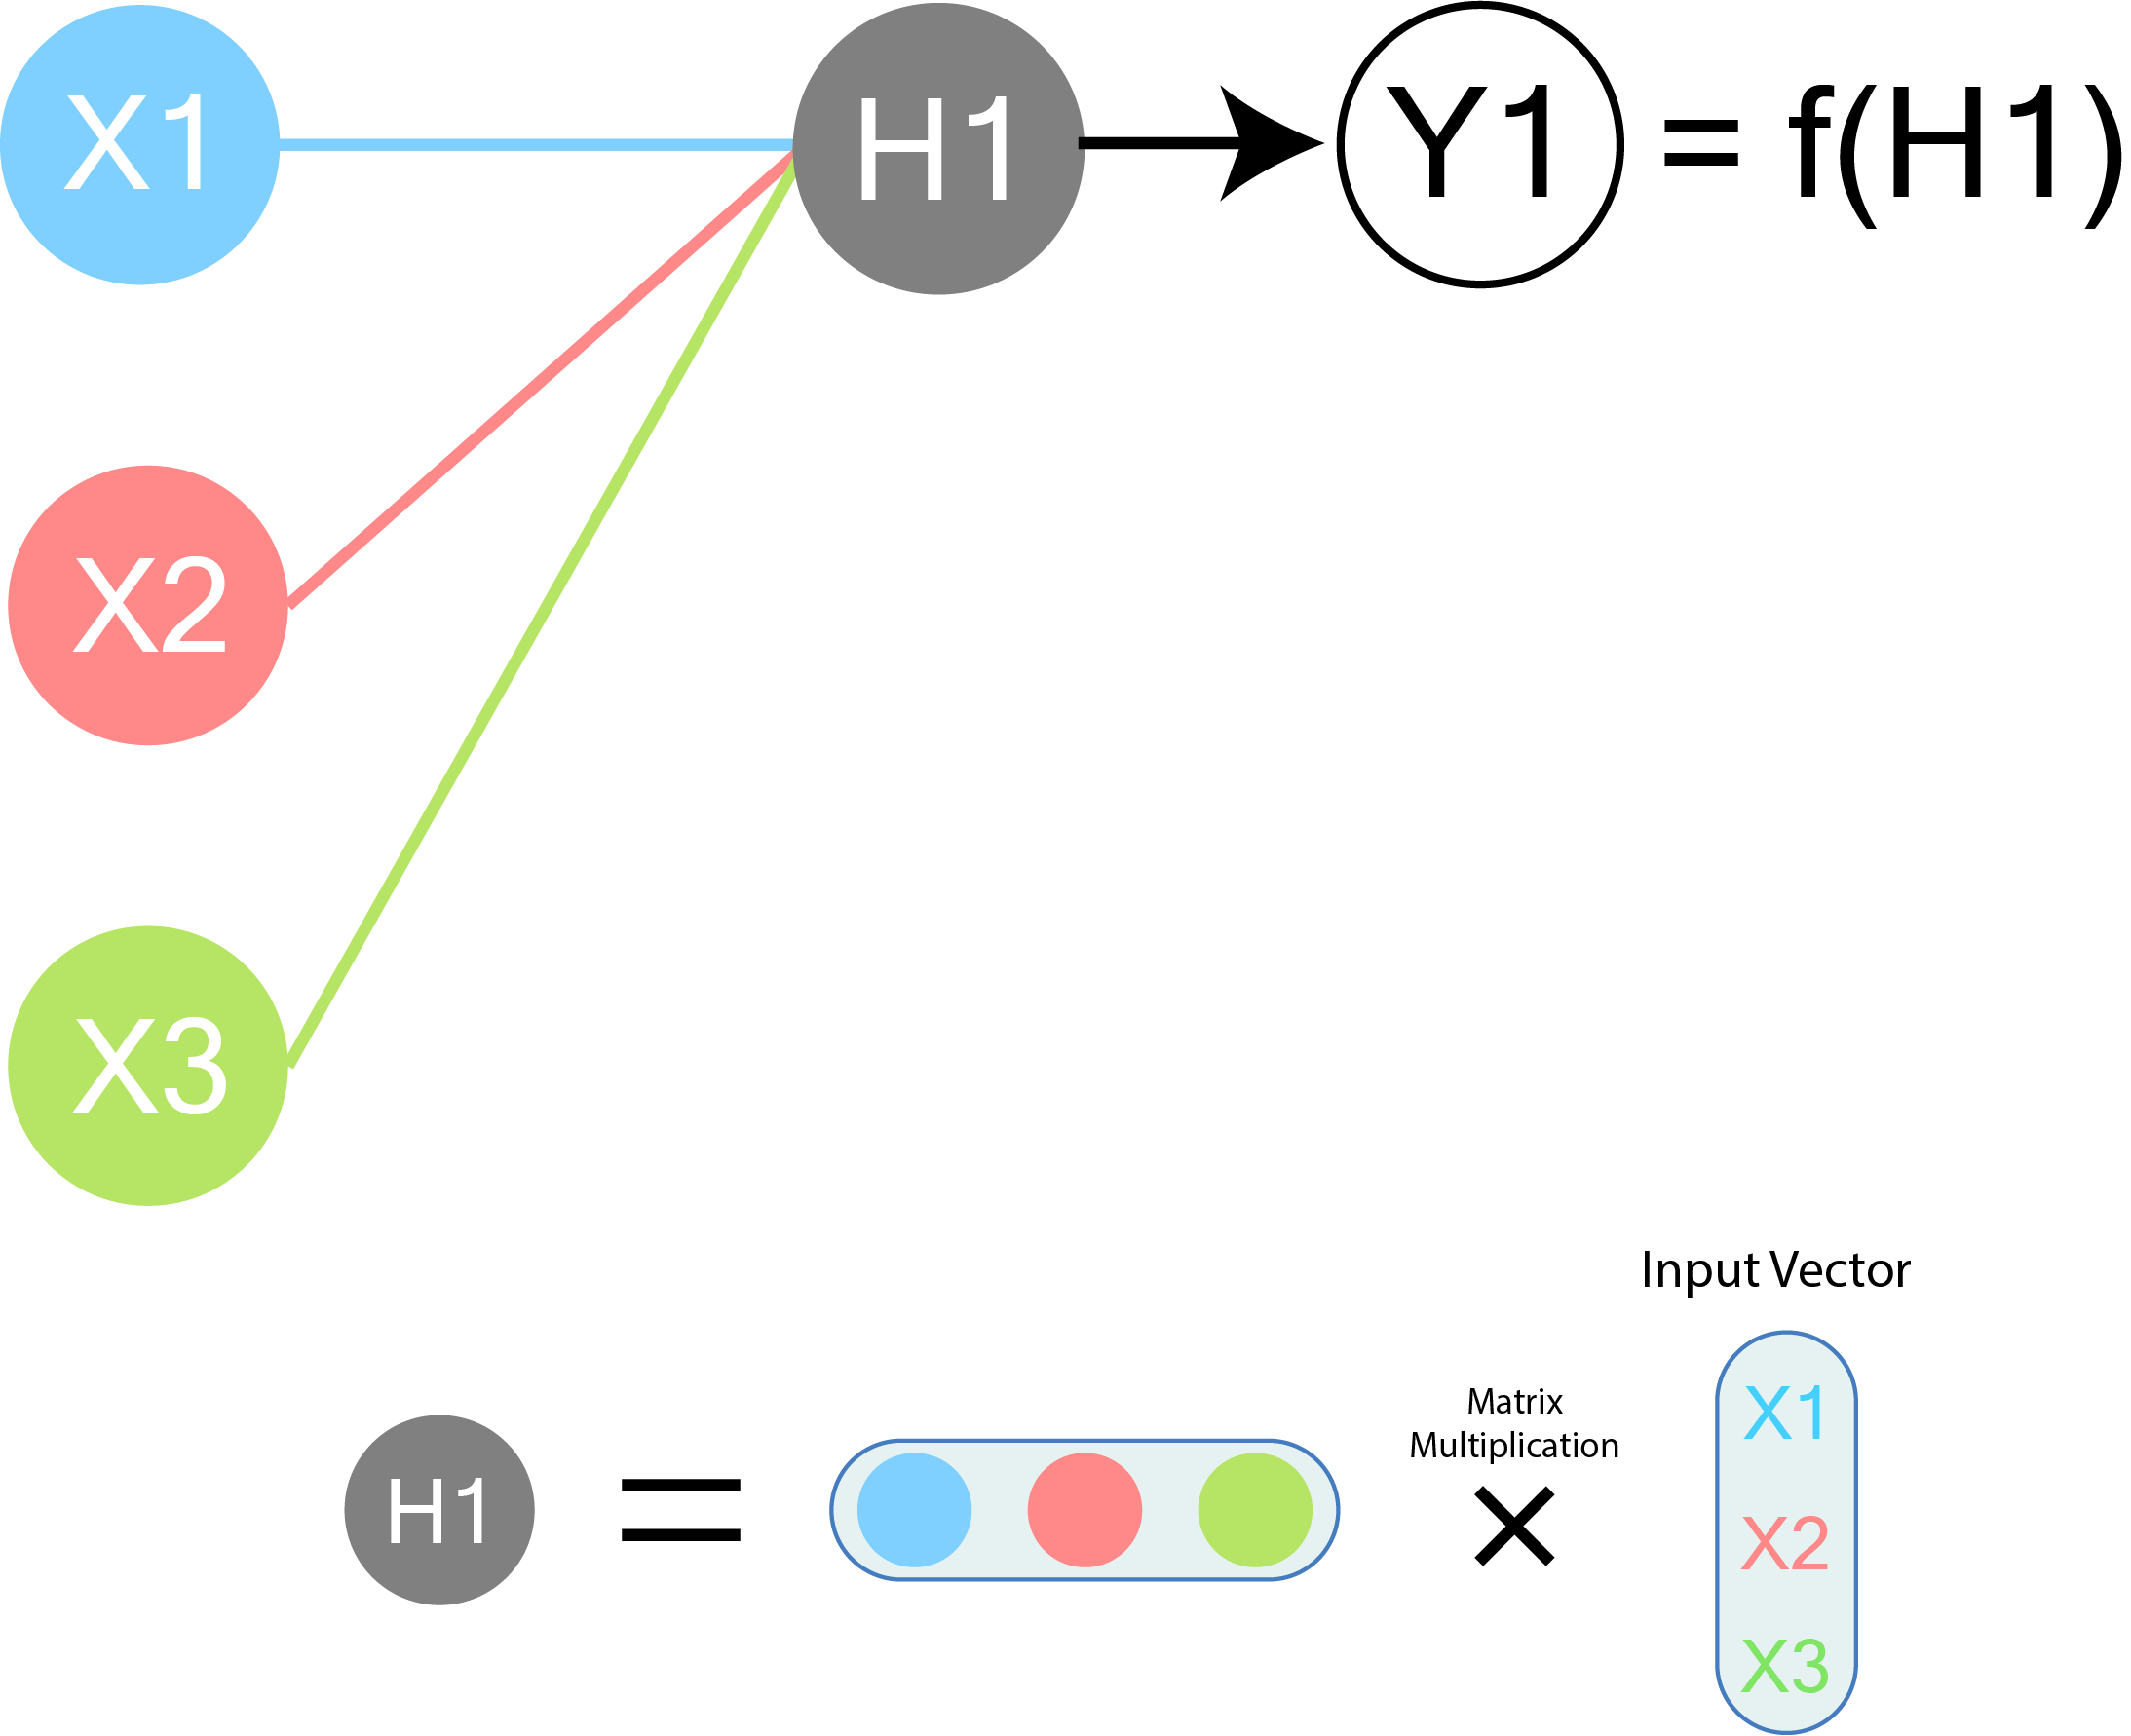 X1
H1
Y1 = f(H1)
X2
X3
Input Vector
Matrix
Multiplication
H1 = ×
X1
X2
X3